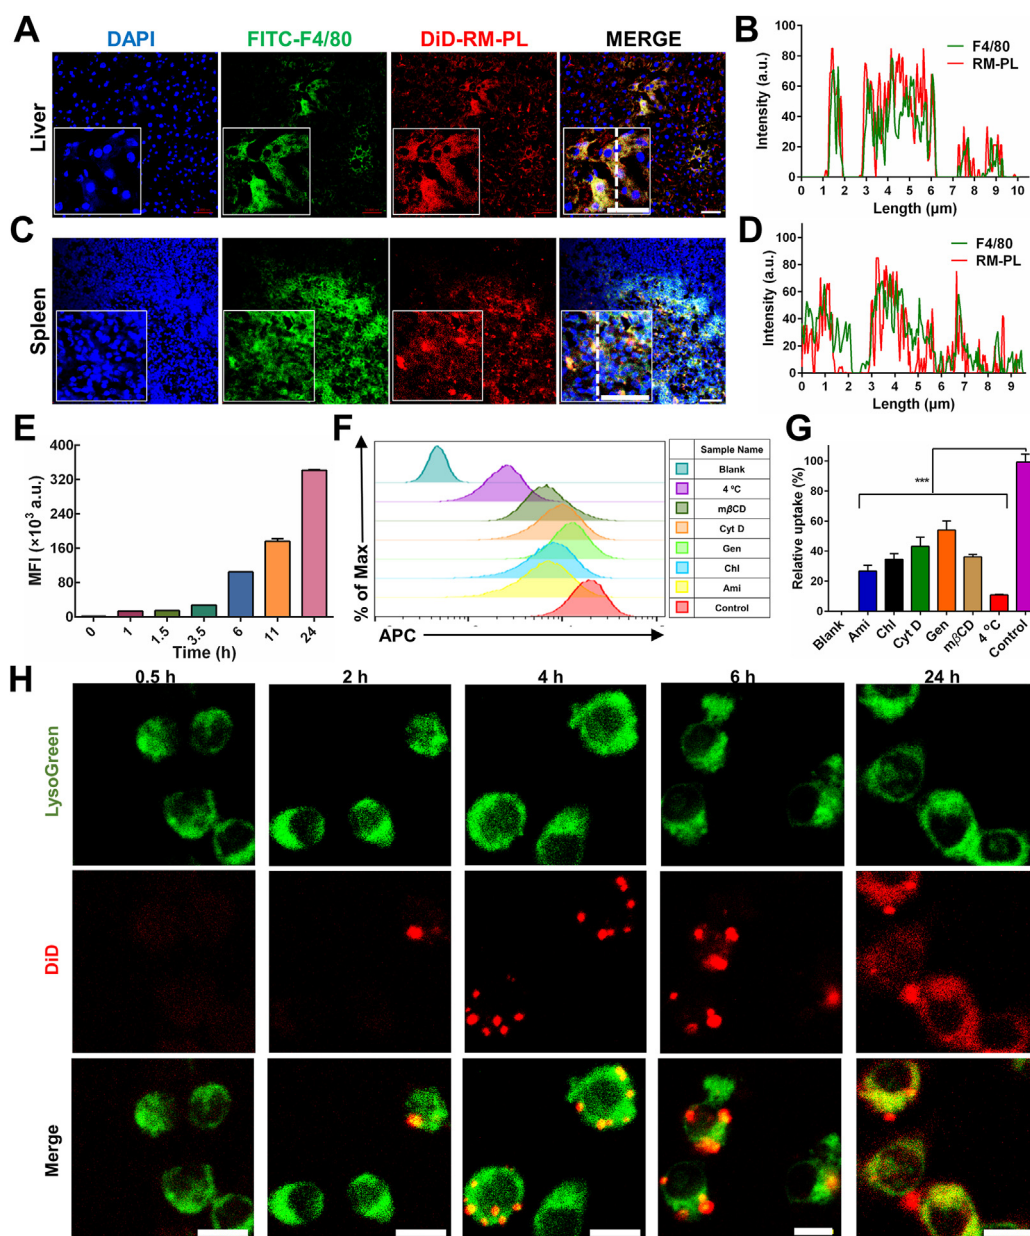 A
DAPI
FITC-F4/80
DiD-RM-PL
MERGE
Liver
B
Intensity (a.u.)
100
80
60
40
20
0
F4/80
RM-PL
0 1 2 3 4 5 6 7 8 9 10
Length (µm)
C
Spleen
D
Intensity (a.u.)
100
80
60
40
20
0
F4/80
RM-PL
0 1 2 3 4 5 6 7 8 9
Length (µm)
E
MFI (×10³ a.u.)
400
320
240
160
80
0
0 1 1.5 3.5 6 11 24
Time (h)
F
% of Max
APC
Sample Name
Blank
4 ºC
mβCD
Cyt D
Gen
Chl
Ami
Control
G
Relative uptake (%)
100
80
60
40
20
0
***
Blank Ami Chl Cyt D Gen mβCD 4 ºC Control
H
0.5 h 2 h 4 h 6 h 24 h
LysoGreen
DiD
Merge